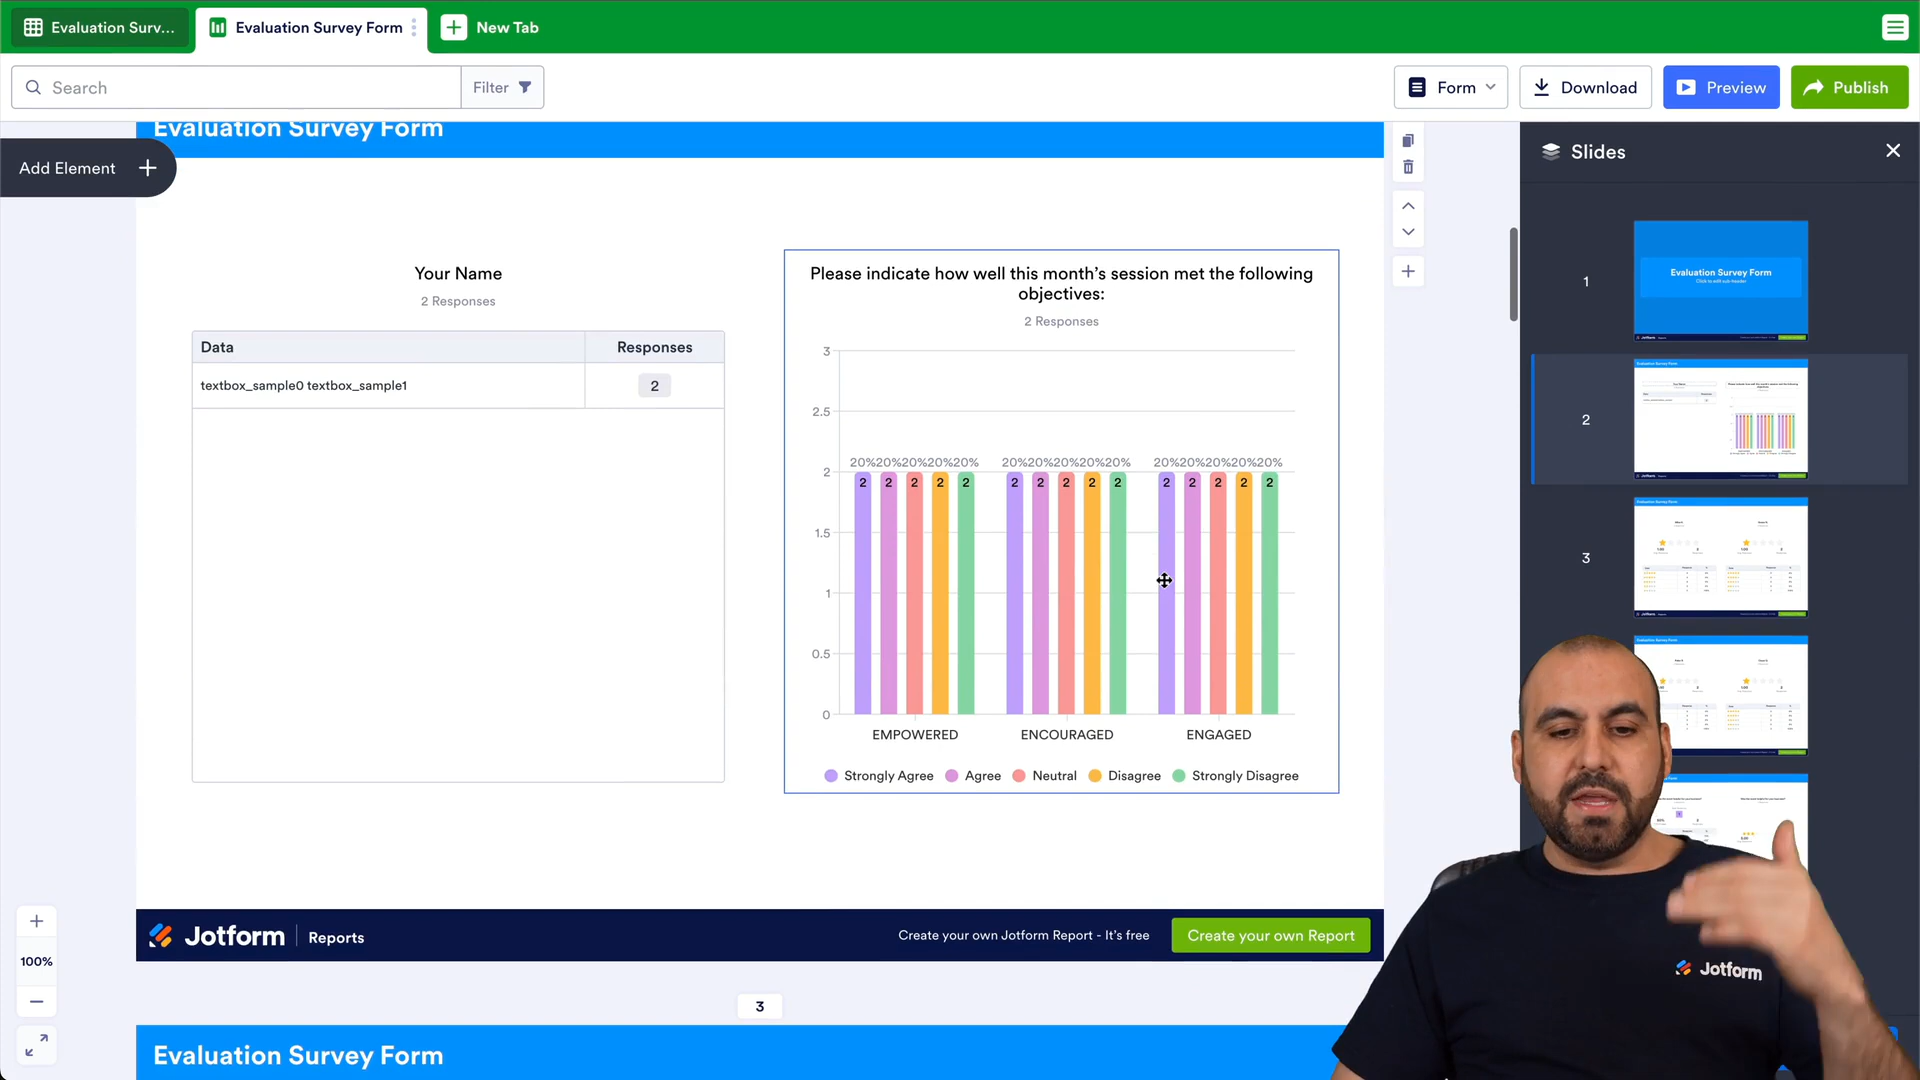 Evaluation Surv...
Evaluation Survey Form
New Tab
Search
Filter
Form
Download
Preview
Publish
Evaluation Survey Form
Add Element
Slides
Your Name
2 Responses
Data
Responses
textbox_sample0 textbox_sample1
2
Please indicate how well this month's session met the following
objectives:
2 Responses
3
2.5
2
1.5
1
0.5
0
20%20%20%20%20%
20%20%20%20%20%
20%20%20%20%20%
2 2 2 2 2
2 2 2 2 2
2 2 2 2 2
EMPOWERED
ENCOURAGED
ENGAGED
Strongly Agree
Agree
Neutral
Disagree
Strongly Disagree
1
Evaluation Survey Form
Click to edit sub header
2
3
Jotform
Reports
Create your own Jotform Report - It's free
Create your own Report
100%
3
Evaluation Survey Form
Jotform